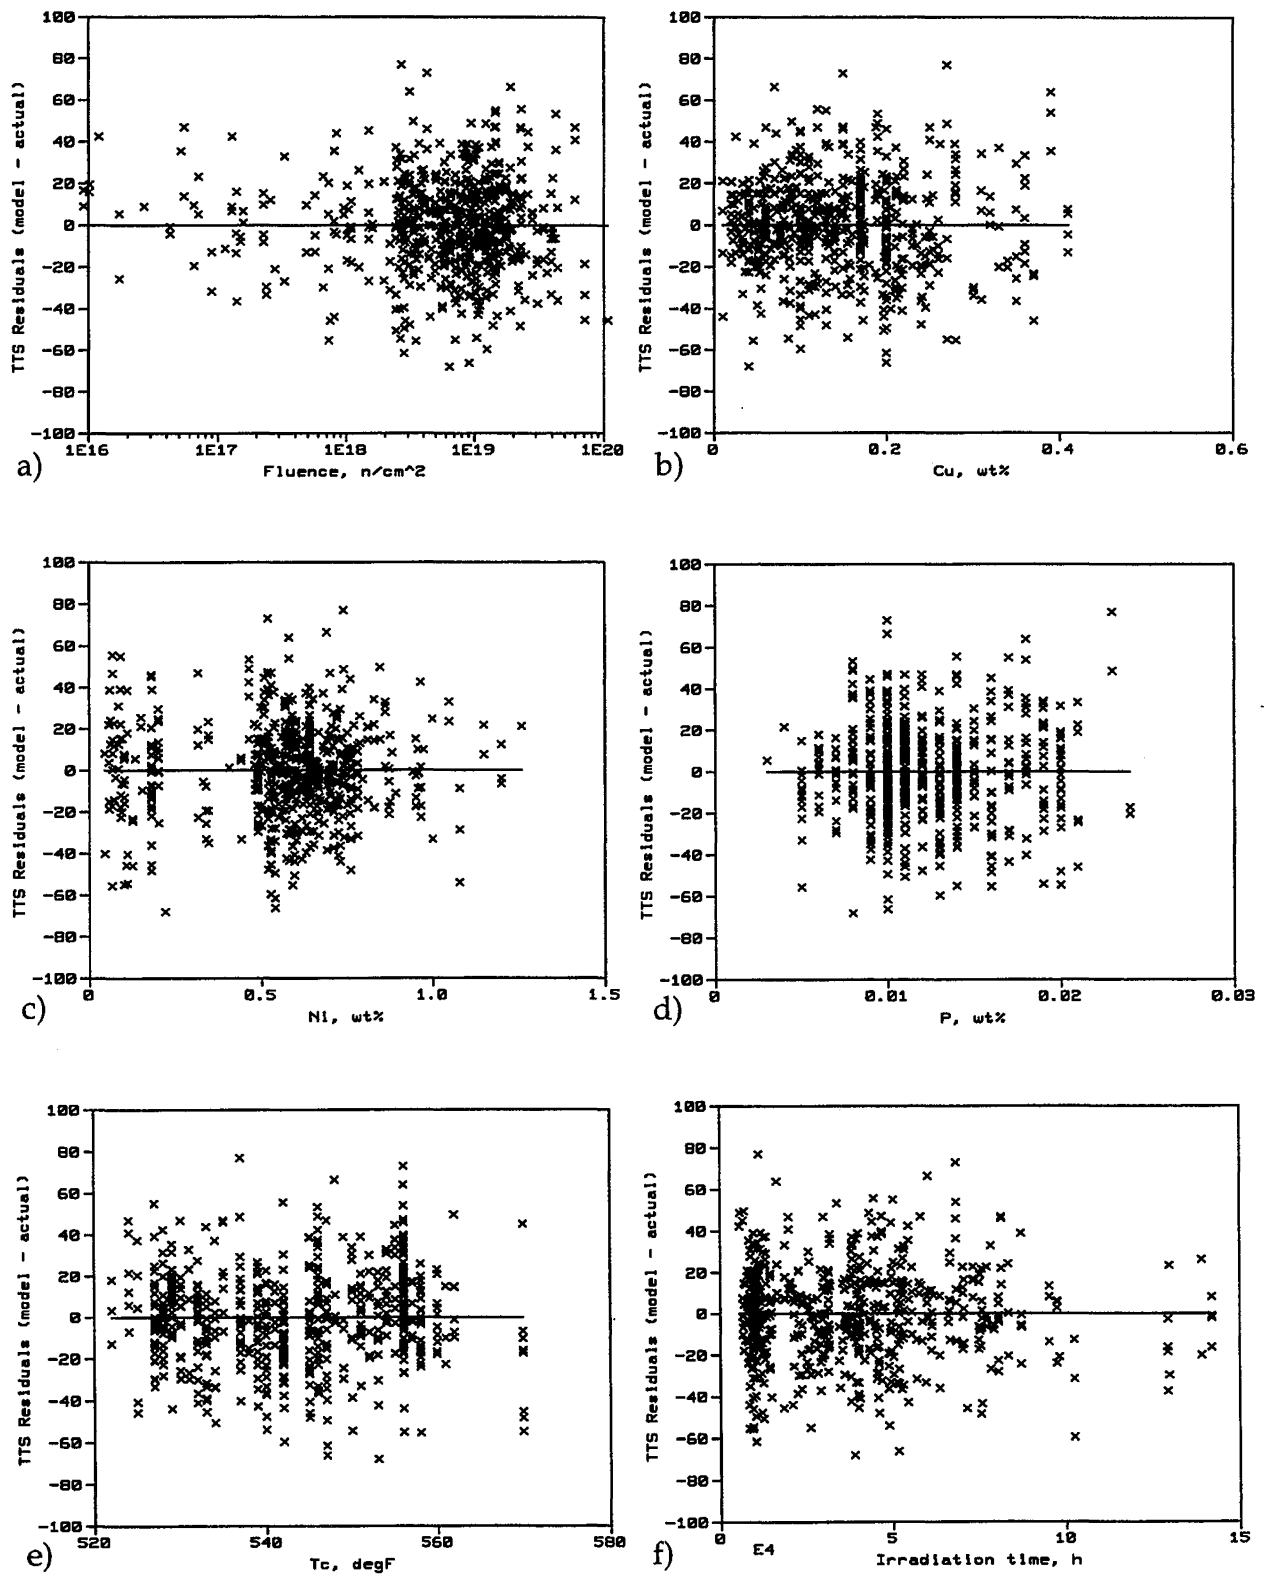 100
80
60
40
20
0
-20
-40
-60
-80
-100
TTS Residuals (model - actual)
1E16 1E17 1E18 1E19 1E20
Fluence, n/cm^2
a)
100
80
60
40
20
0
-20
-40
-60
-80
-100
TTS Residuals (model - actual)
0 0.2 0.4 0.6
Cu, wt%
b)
100
80
60
40
20
0
-20
-40
-60
-80
-100
TTS Residuals (model - actual)
0 0.5 1.0 1.5
Ni, wt%
c)
100
80
60
40
20
0
-20
-40
-60
-80
-100
TTS Residuals (model - actual)
0 0.01 0.02 0.03
P, wt%
d)
100
80
60
40
20
0
-20
-40
-60
-80
-100
TTS Residuals (model - actual)
520 540 560 580
Tc, degF
e)
100
80
60
40
20
0
-20
-40
-60
-80
-100
TTS Residuals (model - actual)
0 5 10 15
E4
Irradiation time, h
f)